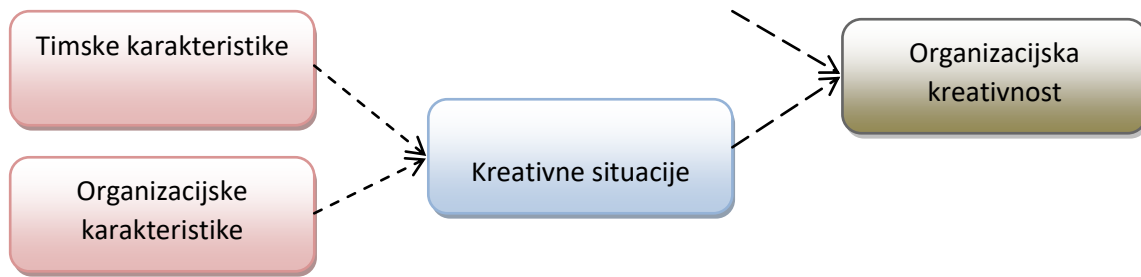 Timske karakteristike
Organizacijske
karakteristike
Kreativne situacije
Organizacijska
kreativnost